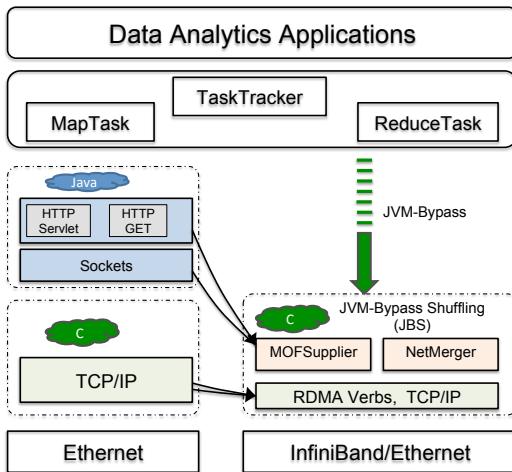 Data Analytics Applications
TaskTracker
MapTask
ReduceTask
Java
HTTP
Servlet
HTTP
GET
Sockets
JVM-Bypass
C
TCP/IP
C
JVM-Bypass Shuffling
(JBS)
MOFSupplier
NetMerger
RDMA Verbs, TCP/IP
Ethernet
InfiniBand/Ethernet